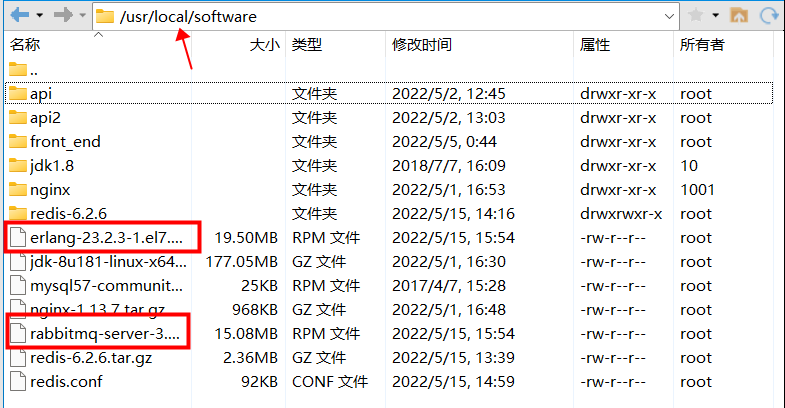 /usr/local/software
名称 大小 类型 修改时间 属性 所有者
..
api 文件夹 2022/5/2, 12:45 drwxr-xr-x root
api2 文件夹 2022/5/2, 13:03 drwxr-xr-x root
front_end 文件夹 2022/5/5, 0:44 drwxr-xr-x root
jdk1.8 文件夹 2018/7/7, 16:09 drwxr-xr-x 10
nginx 文件夹 2022/5/1, 16:53 drwxr-xr-x 1001
redis-6.2.6 文件夹 2022/5/15, 14:16 drwxrwxr-x root
erlang-23.2.3-1.el7.... 19.50MB RPM 文件 2022/5/15, 15:54 -rw-r--r-- root
jdk-8u181-linux-x64... 177.05MB GZ 文件 2022/5/1, 16:30 -rw-r--r-- root
mysql57-communit... 25KB RPM 文件 2017/4/7, 15:28 -rw-r--r-- root
nginx-1.13.7.tar.gz 968KB GZ 文件 2022/5/1, 16:48 -rw-r--r-- root
rabbitmq-server-3.... 15.08MB RPM 文件 2022/5/15, 15:54 -rw-r--r-- root
redis-6.2.6.tar.gz 2.36MB GZ 文件 2022/5/15, 13:39 -rw-r--r-- root
redis.conf 92KB CONF 文件 2022/5/15, 14:59 -rw-r--r-- root